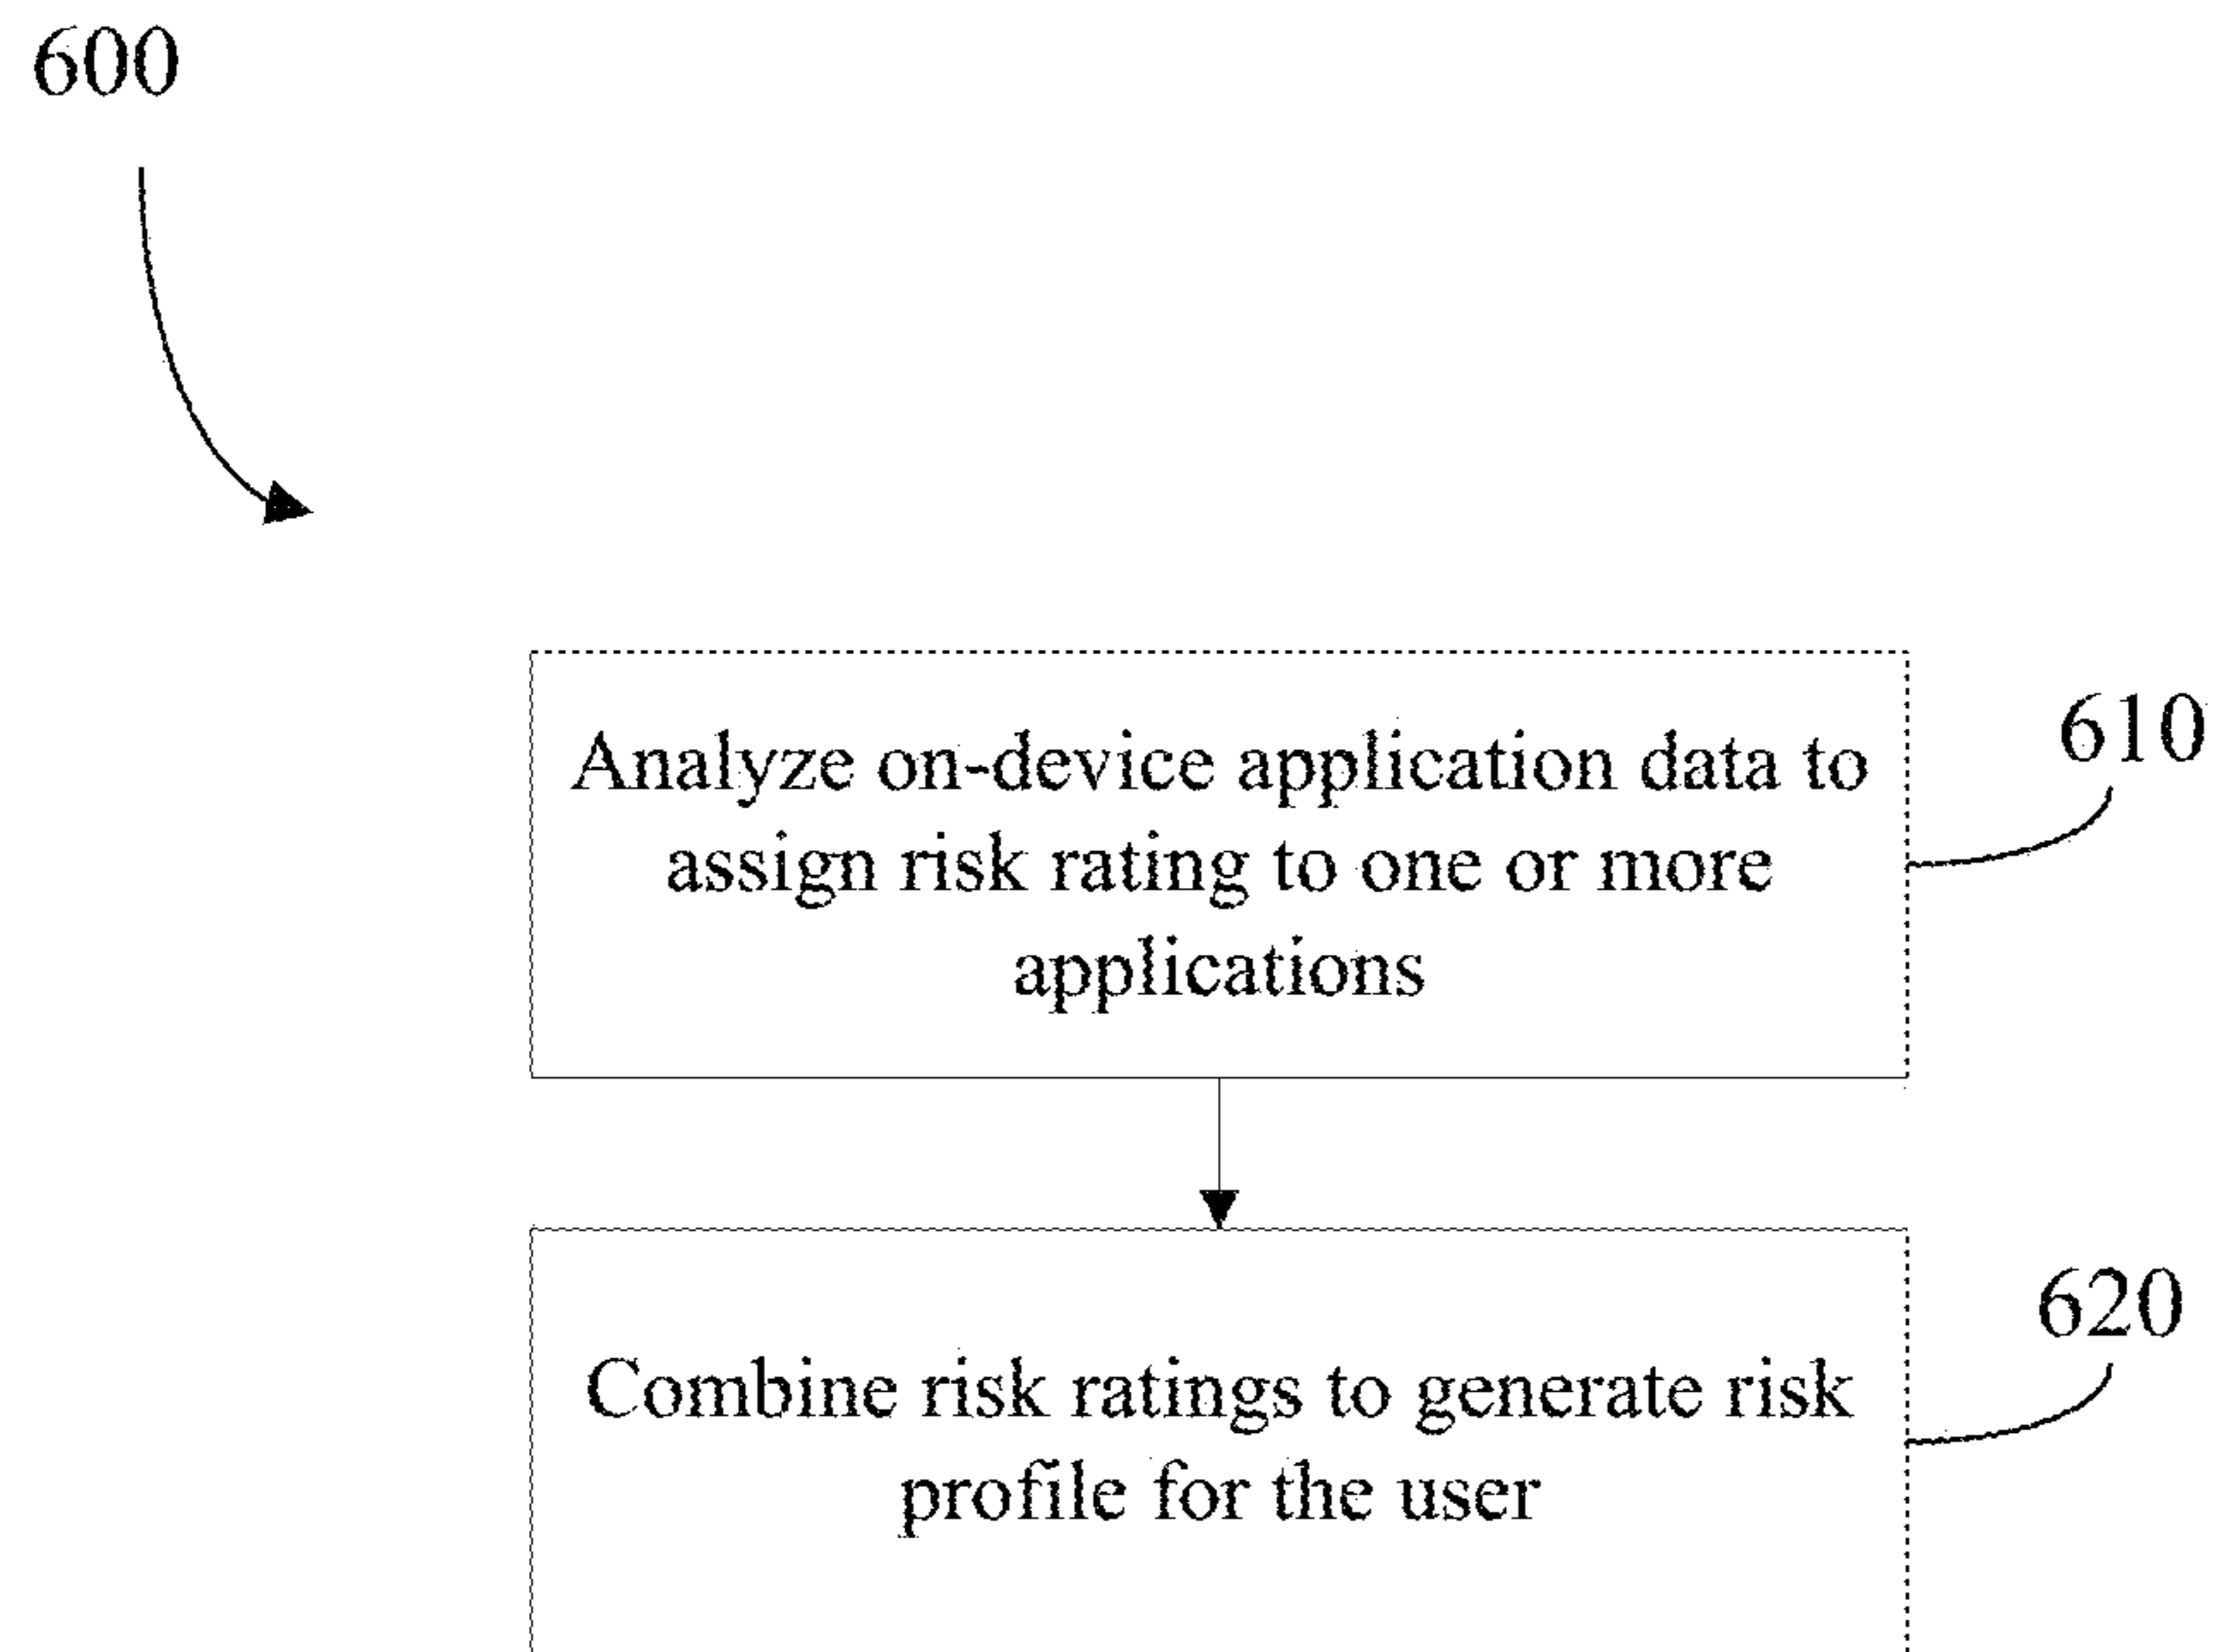 600
Analyze on-device application data to
assign risk rating to one or more
applications
610
Combine risk ratings to generate risk
profile for the user
620